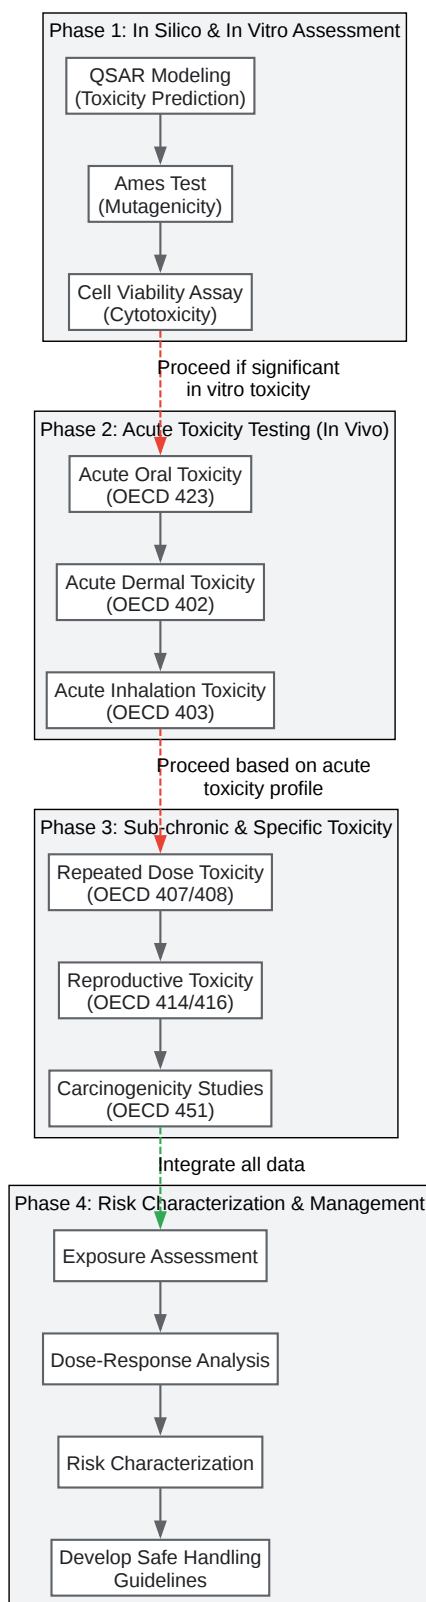 Phase 1: In Silico & In Vitro Assessment
QSAR Modeling
(Toxicity Prediction)
Ames Test
(Mutagenicity)
Cell Viability Assay
(Cytotoxicity)
Proceed if significant
in vitro toxicity
Phase 2: Acute Toxicity Testing (In Vivo)
Acute Oral Toxicity
(OECD 423)
Acute Dermal Toxicity
(OECD 402)
Acute Inhalation Toxicity
(OECD 403)
Proceed based on acute
toxicity profile
Phase 3: Sub-chronic & Specific Toxicity
Repeated Dose Toxicity
(OECD 407/408)
Reproductive Toxicity
(OECD 414/416)
Carcinogenicity Studies
(OECD 451)
Integrate all data
Phase 4: Risk Characterization & Management
Exposure Assessment
Dose-Response Analysis
Risk Characterization
Develop Safe Handling
Guidelines